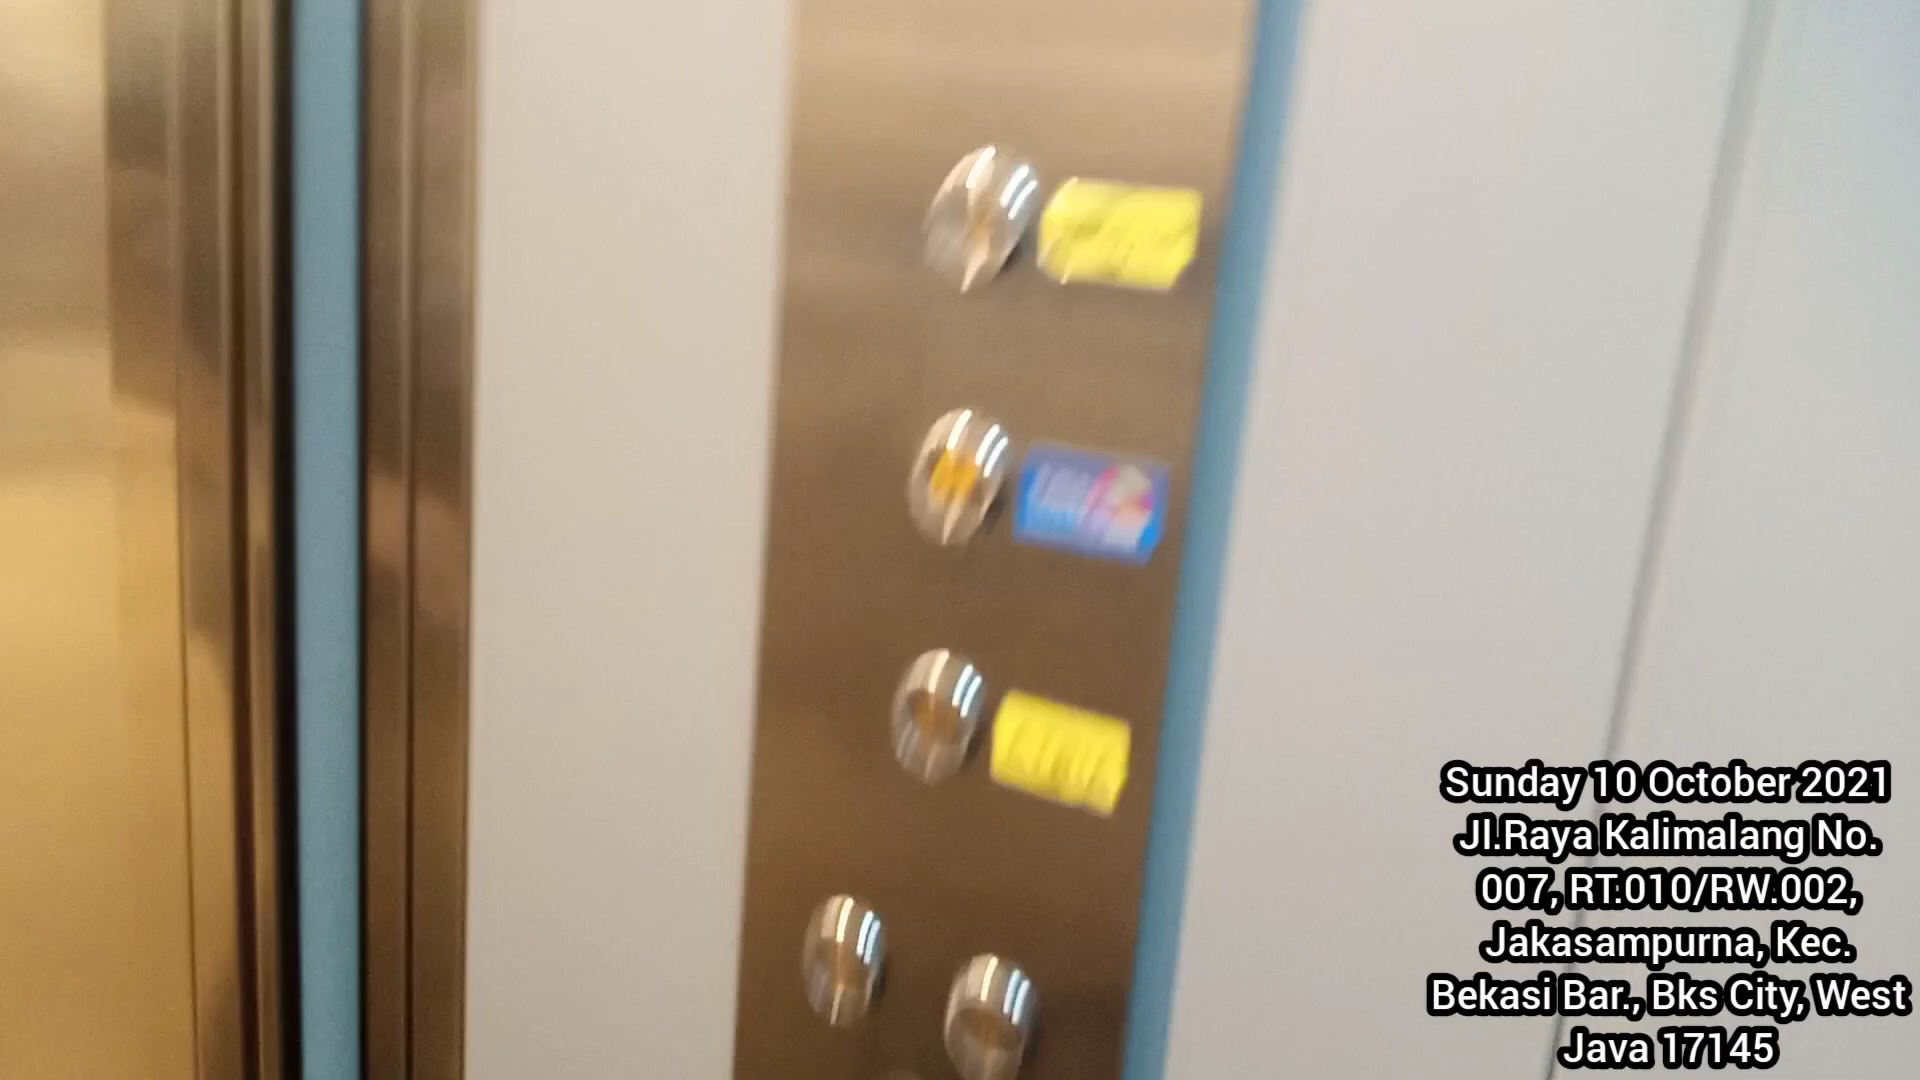 Sunday 10 October 2021
Jl.Raya Kalimalang No.
007, RT.010/RW.002,
Jakasampurna, Kec.
Bekasi Bar., Bks City, West
Java 17145